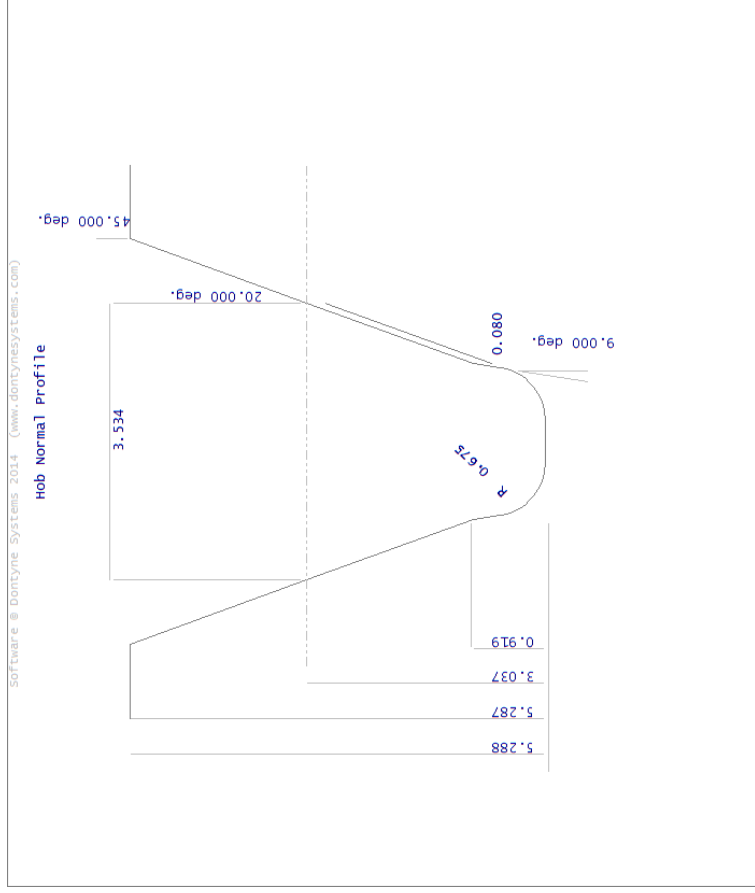 45.000 deg.
20.000 deg.
0.080
9.000 deg.
3.534
R 0.675
0.919
3.037
5.287
5.288
Hob Normal Profile
Software © Dontyne Systems 2014 (www.dontynesystems.com)